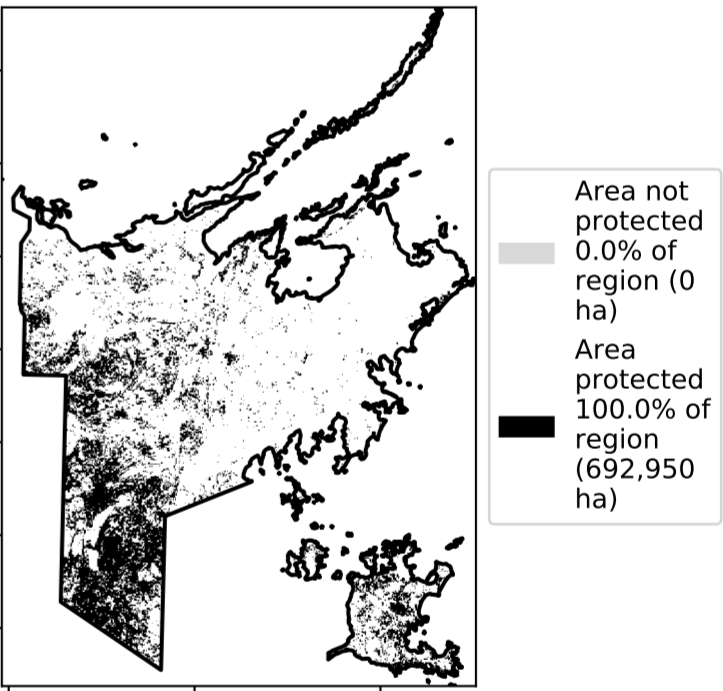 Area not
protected
0.0% of
region (0
ha)
Area
protected
100.0% of
region
(692,950
ha)